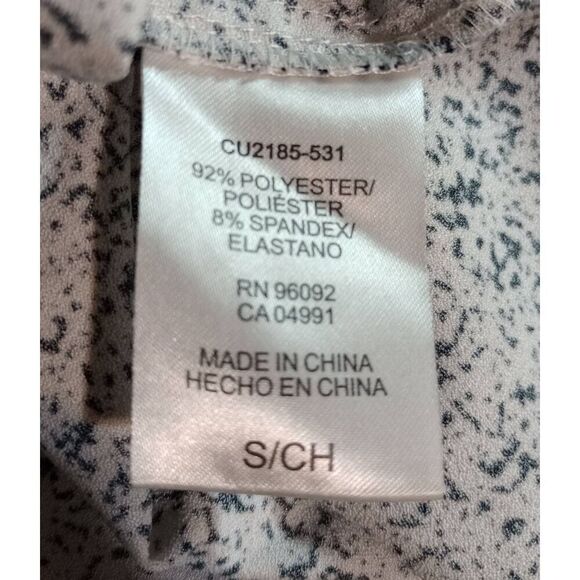 CU2185-531
92% POLYESTER/
POLIÉSTER
8% SPANDEX/
ELASTANO
RN 96092
CA 04991
MADE IN CHINA
HECHO EN CHINA
S/CH